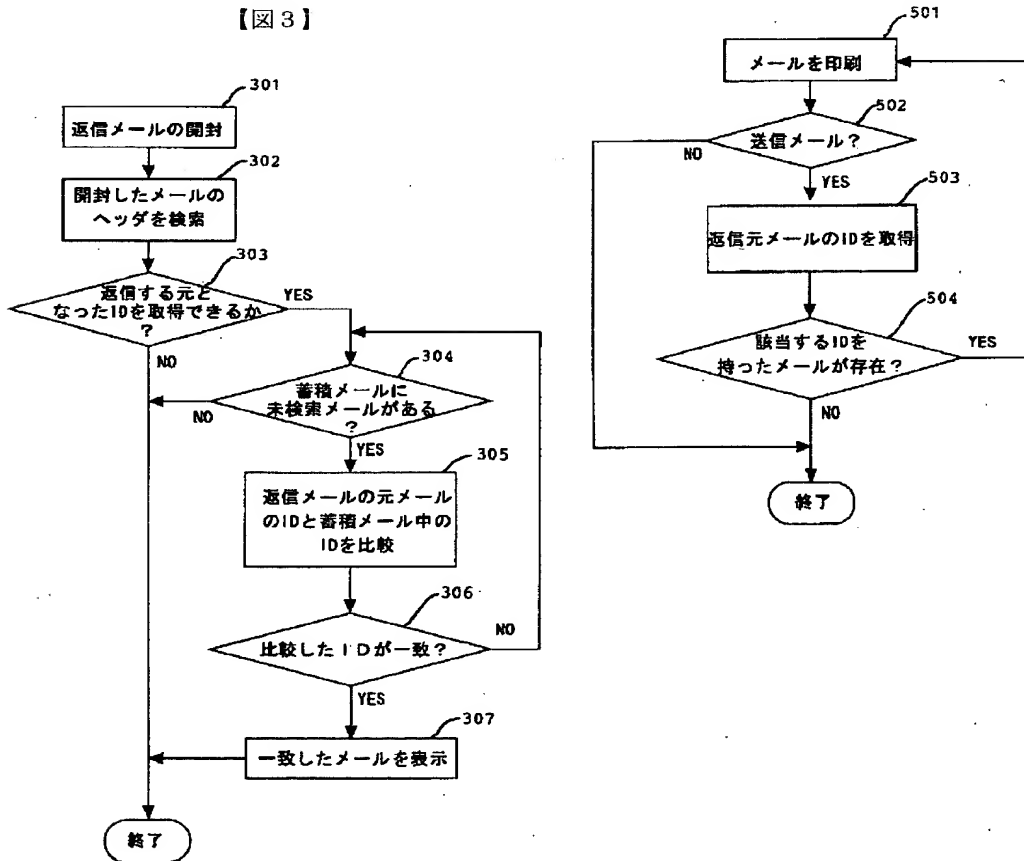 【図3】
301
返信メールの開封
302
開封したメールの
ヘッダを検索
303
返信する元と
なったIDを取得できるか
?
YES
NO
304
蓄積メールに
未検索メールがある
?
NO
YES
305
返信メールの元メール
のIDと蓄積メール中の
IDを比較
306
比較したIDが一致?
NO
YES
307
一致したメールを表示
終了
501
メールを印刷
502
送信メール?
NO
YES
503
返信元メールのIDを取得
504
該当するIDを
持ったメールが存在?
YES
NO
終了